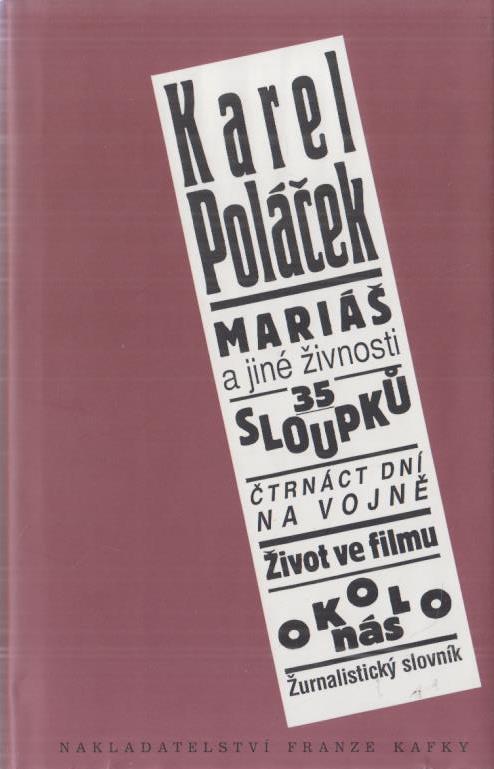 Karel
Poláček
MARIÁŠ
a jiné živnosti
35
SLOUPKŮ
ČTRNÁCT DNÍ
NA VOJNĚ
Život ve filmu
OKOLO
nás
Žurnalistický slovník
NAKLADATELSTVÍ FRANZE KAFKY